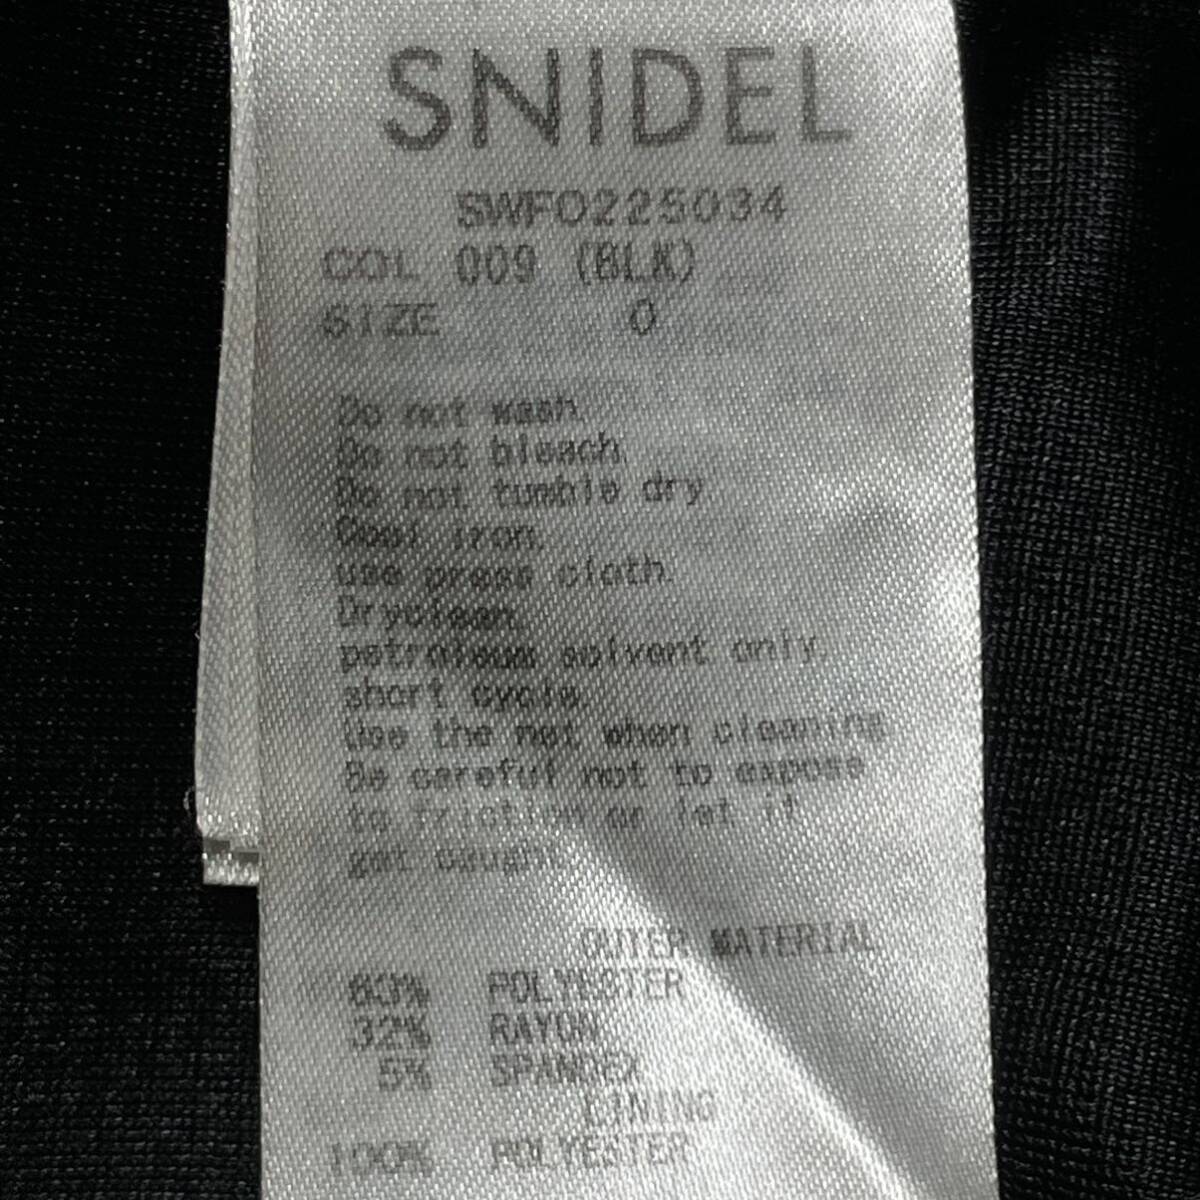 SNIDEL
SWFO225034
COL 009 (BLK)
SIZE 0
Do not wash.
Do not bleach.
Do not tumble dry.
Cool iron.
use press cloth.
Dryclean.
petroleum solvent only.
short cycle.
Use the net when cleaning
Be careful not to expose
to friction or let it
get caught.
OUTER MATERIAL
63% POLYESTER
32% RAYON
5% SPANDEX
LINING
100% POLYESTER